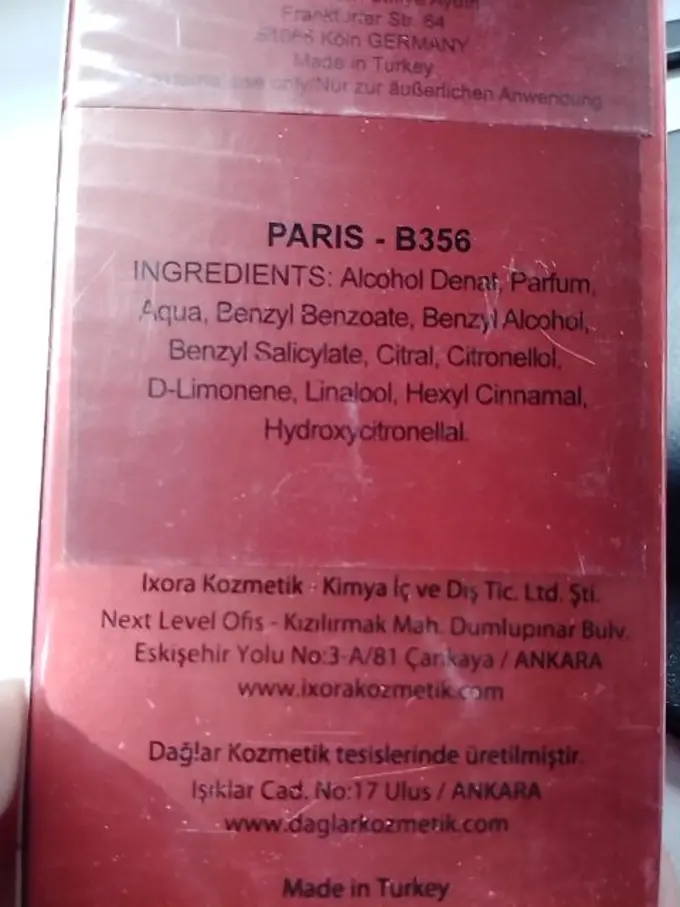 Frankfurter Str. 64
Köln GERMANY
Made in Turkey
use only/Nur zur äußerlichen Anwendung
PARIS - B356
INGREDIENTS: Alcohol Denat, Parfum,
Aqua, Benzyl Benzoate, Benzyl Alcohol,
Benzyl Salicylate, Citral, Citronellol,
D-Limonene, Linalool, Hexyl Cinnamal,
Hydroxycitronellal.
Ixora Kozmetik - Kimya İç ve Dış Tic. Ltd. Şti.
Next Level Ofis - Kızılırmak Mah. Dumlupınar Bulv.
Eskişehir Yolu No:3-A/81 Çankaya / ANKARA
www.ixorakozmetik.com
Dağlar Kozmetik tesislerinde üretilmiştir.
Işıklar Cad. No:17 Ulus / ANKARA
www.daglarkozmetik.com
Made in Turkey